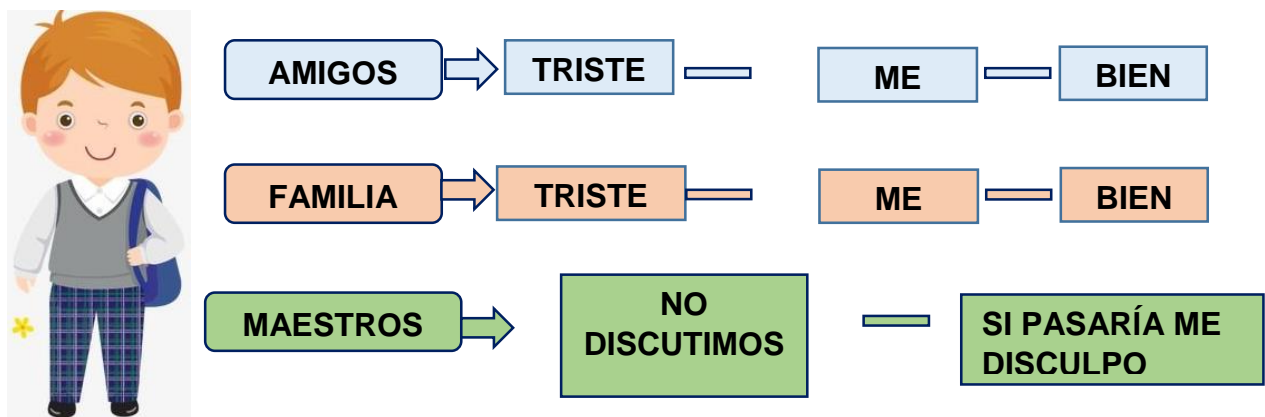 AMIGOS TRISTE ME BIEN
FAMILIA TRISTE ME BIEN
MAESTROS
NO
DISCUTIMOS
SI PASARÍA ME
DISCULPO